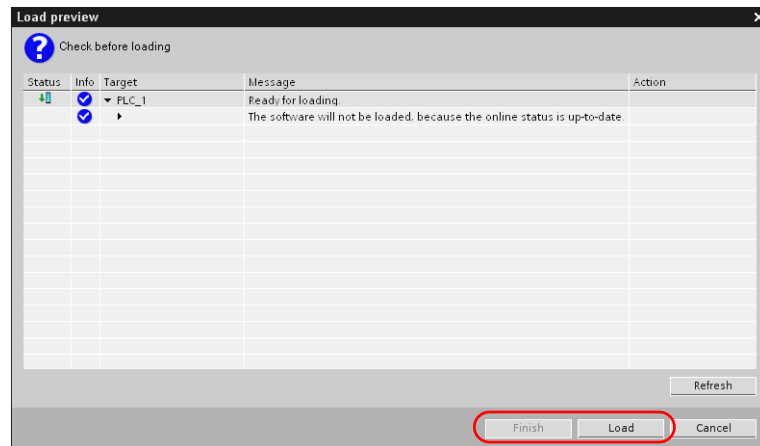 Load preview
Check before loading
Status Info Target Message Action
PLC_1 Ready for loading.
The software will not be loaded, because the online status is up-to-date.
Refresh
Finish Load Cancel